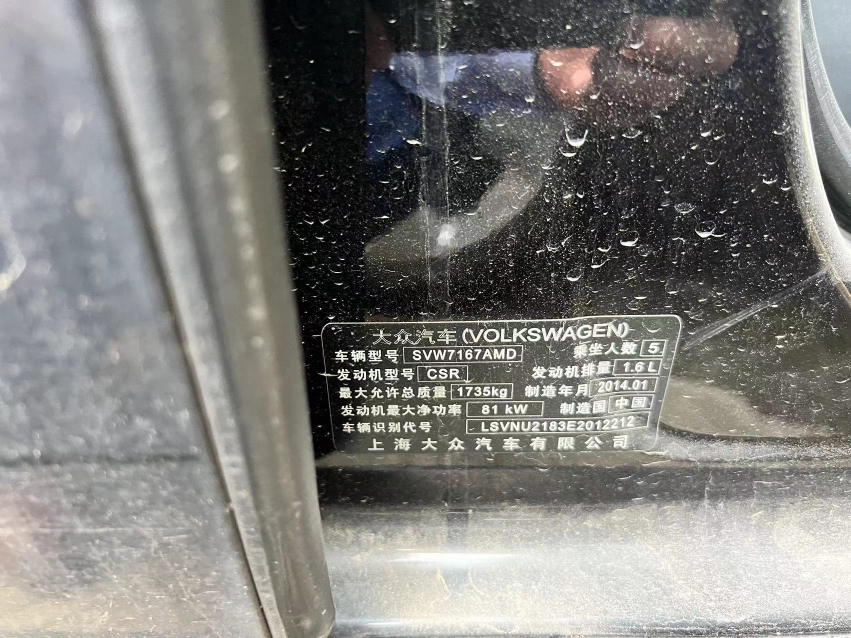 大众汽车(VOLKSWAGEN)
车辆型号 SVW7167AMD 乘坐人数 5
发动机型号 CSR 发动机排量 1.6 L
最大允许总质量 1735kg 制造年月 2014.01
发动机最大净功率 81 kW 制造国 中国
车辆识别代号 LSVNU2183E2012212
上海大众汽车有限公司